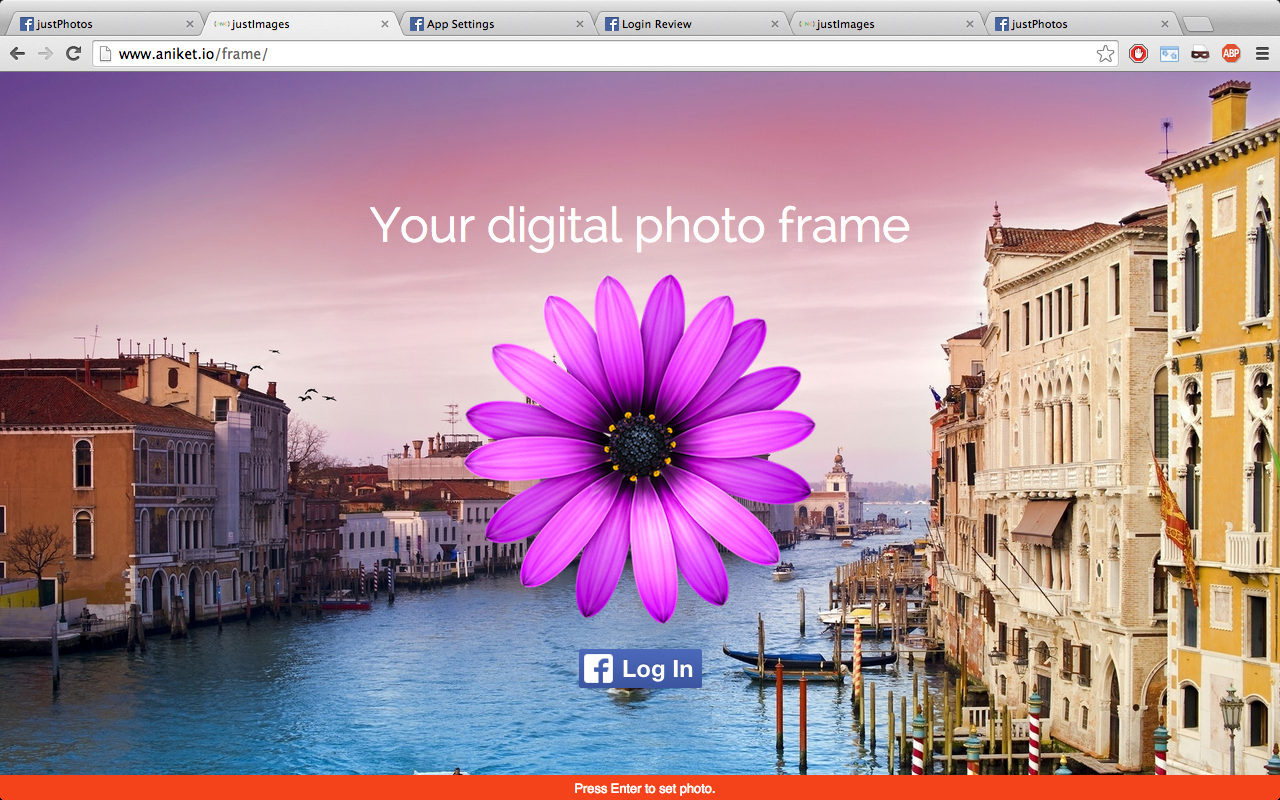 justPhotos
justImages
App Settings
Login Review
justImages
justPhotos
www.aniket.io/frame/
ABP
Your digital photo frame
Log In
Press Enter to set photo.